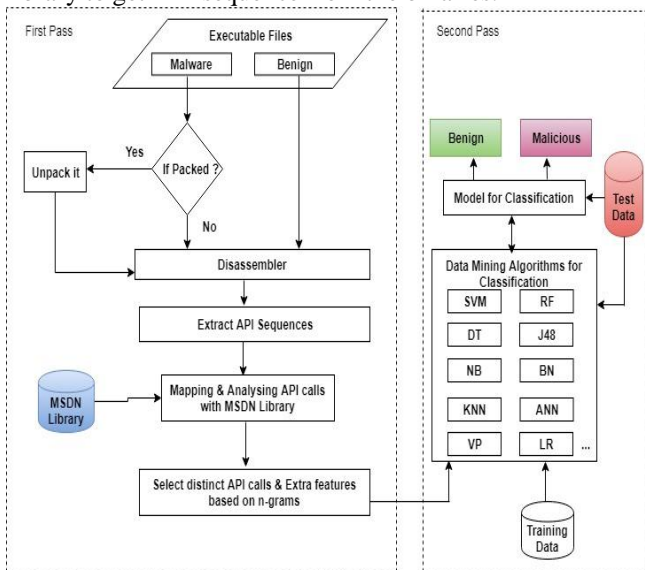 First Pass
Executable Files
Malware
Benign
Yes
If Packed ?
Unpack it
No
Disassembler
Extract API Sequences
MSDN
Library
Mapping & Analysing API calls
with MSDN Library
Select distinct API calls & Extra features
based on n-grams
Second Pass
Benign
Malicious
Model for Classification
Test
Data
Data Mining Algorithms for
Classification
SVM
RF
DT
J48
NB
BN
KNN
ANN
VP
LR
...
Training
Data